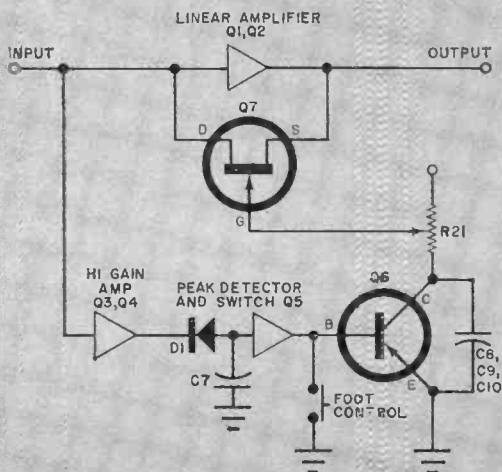 LINEAR AMPLIFIER
Q1,Q2
INPUT
OUTPUT
Q7
D
S
G
R21
HI GAIN
AMP
Q3,Q4
PEAK DETECTOR
AND SWITCH Q5
Q6
B
C
E
D1
C7
C8,
C9,
C10
FOOT
CONTROL